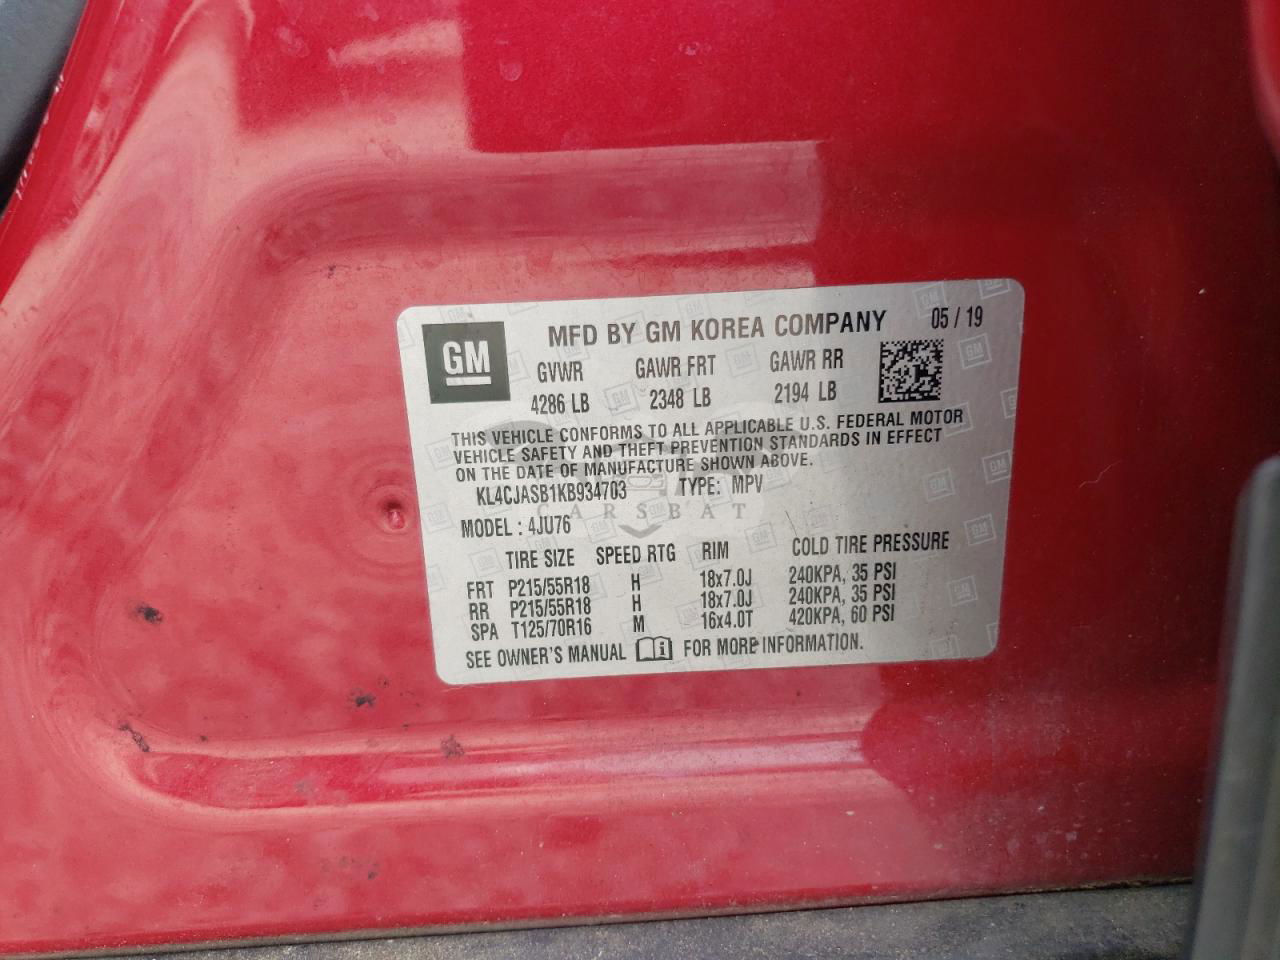 GM
MFD BY GM KOREA COMPANY 05 / 19
GVWR GAWR FRT GAWR RR
4286 LB 2348 LB 2194 LB
THIS VEHICLE CONFORMS TO ALL APPLICABLE U.S. FEDERAL MOTOR
VEHICLE SAFETY AND THEFT PREVENTION STANDARDS IN EFFECT
ON THE DATE OF MANUFACTURE SHOWN ABOVE.
KL4CJASB1KB934703 TYPE: MPV
CARSBAT
MODEL : 4JU76
TIRE SIZE SPEED RTG RIM COLD TIRE PRESSURE
FRT P215/55R18 H 18x7.0J 240KPA, 35 PSI
RR P215/55R18 H 18x7.0J 240KPA, 35 PSI
SPA T125/70R16 M 16x4.0T 420KPA, 60 PSI
SEE OWNER'S MANUAL FOR MORE INFORMATION.